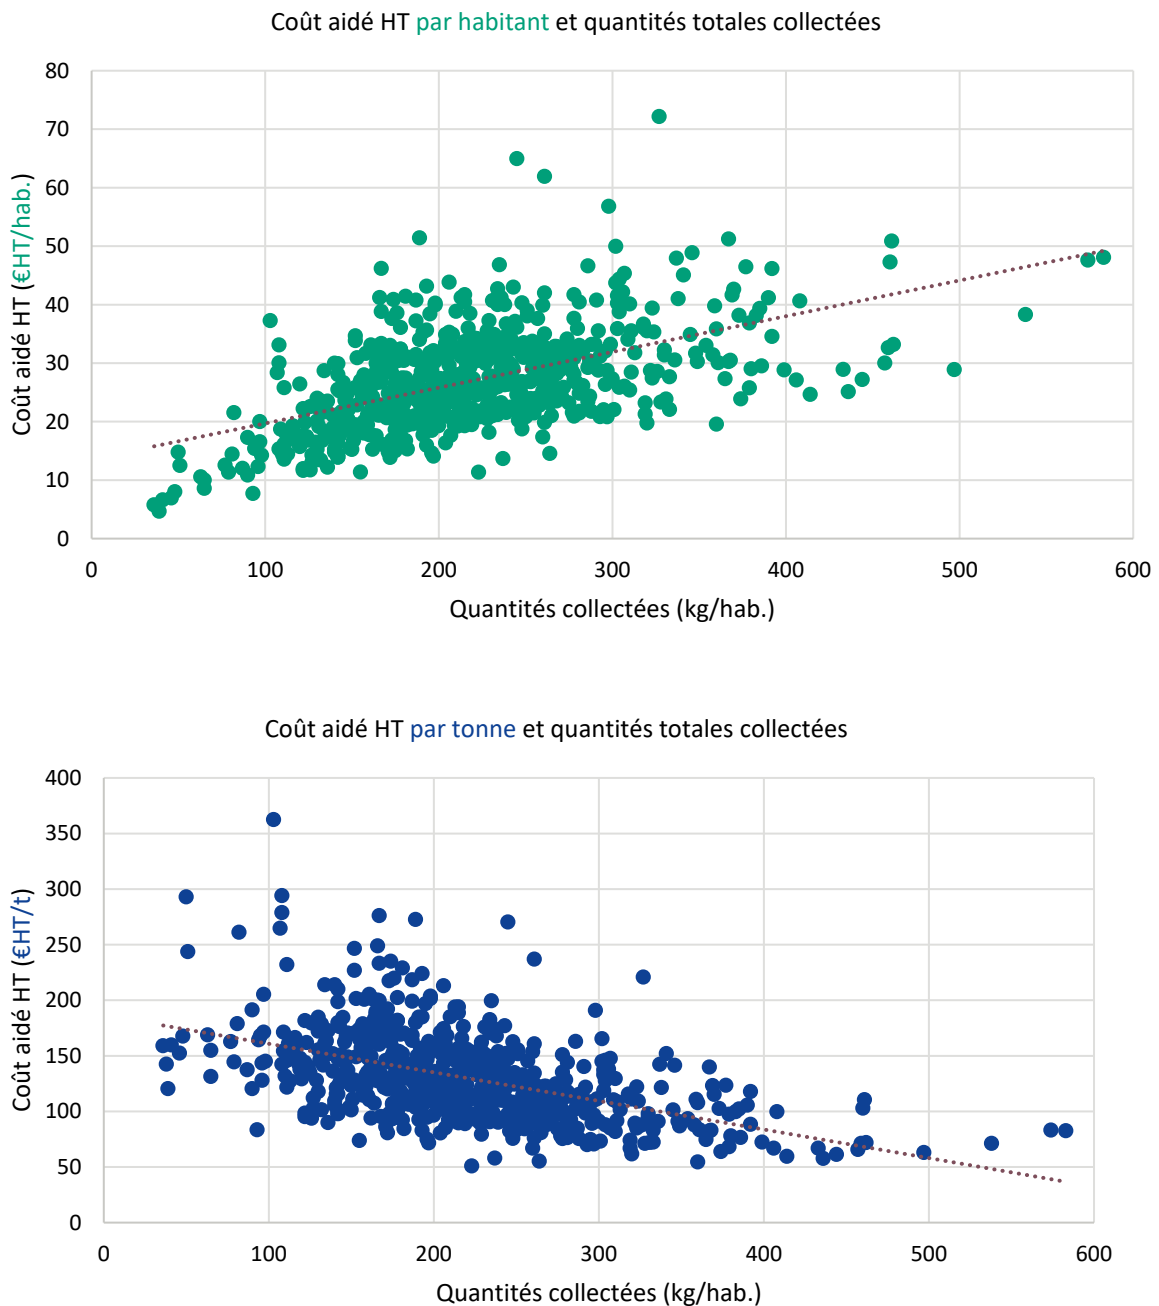 Coût aidé HT par habitant et quantités totales collectées
Coût aidé HT (€HT/hab.)
80
70
60
50
40
30
20
10
0
0 100 200 300 400 500 600
Quantités collectées (kg/hab.)
Coût aidé HT par tonne et quantités totales collectées
Coût aidé HT (€HT/t)
400
350
300
250
200
150
100
50
0
0 100 200 300 400 500 600
Quantités collectées (kg/hab.)